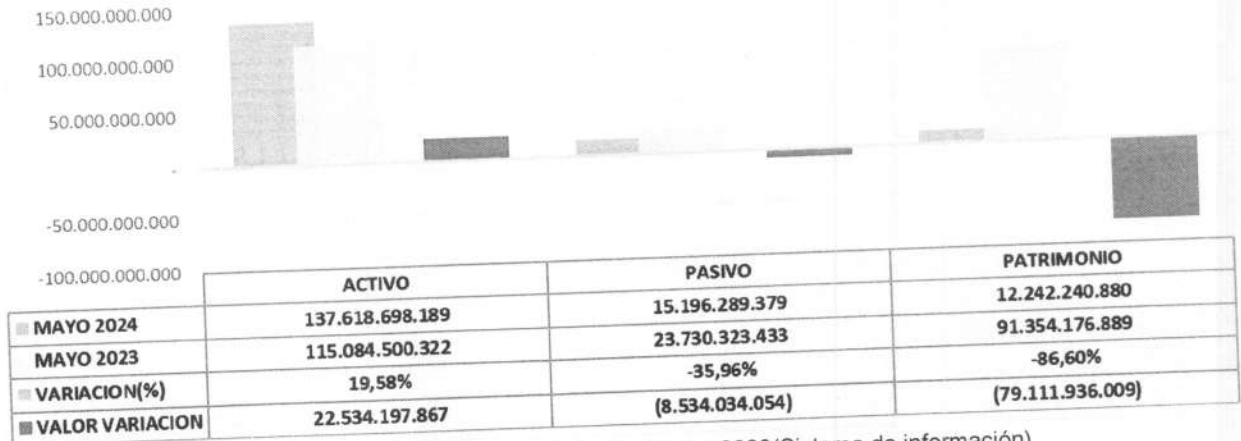 150.000.000.000
100.000.000.000
50.000.000.000
-
-50.000.000.000
-100.000.000.000
ACTIVO PASIVO PATRIMONIO
MAYO 2024 137.618.698.189 15.196.289.379 12.242.240.880
MAYO 2023 115.084.500.322 23.730.323.433 91.354.176.889
VARIACION(%) 19,58% -35,96% -86,60%
VALOR VARIACION 22.534.197.867 (8.534.034.054) (79.111.936.009)
de información)